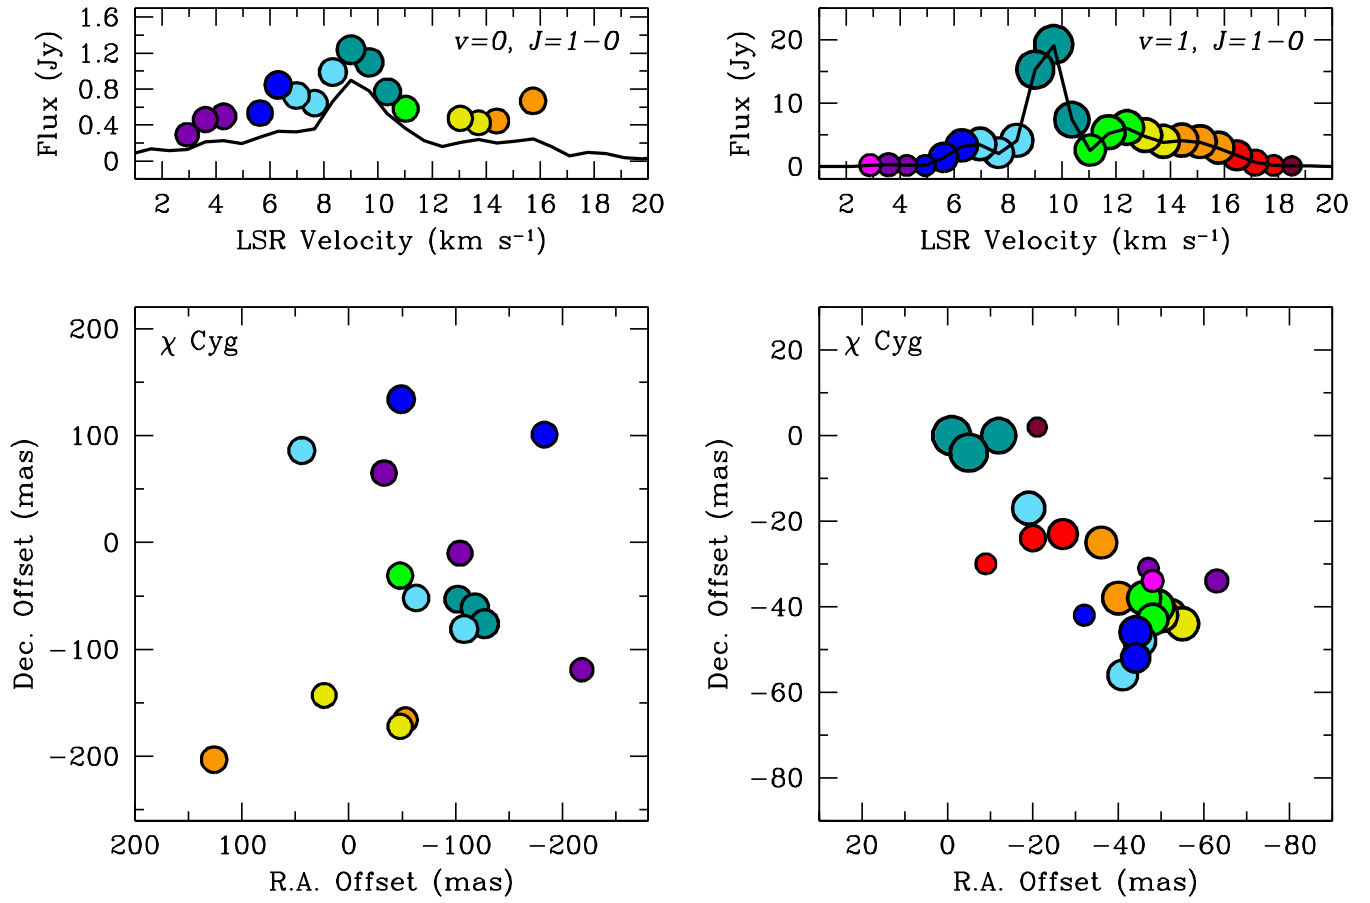 1.6
1.2
0.8
0.4
0
Flux (Jy)
v=0, J=1−0
2 4 6 8 10 12 14 16 18 20
LSR Velocity (km s⁻¹)
20
10
0
Flux (Jy)
v=1, J=1−0
2 4 6 8 10 12 14 16 18 20
LSR Velocity (km s⁻¹)
χ Cyg
200
100
0
−100
−200
Dec. Offset (mas)
200 100 0 −100 −200
R.A. Offset (mas)
χ Cyg
20
0
−20
−40
−60
−80
Dec. Offset (mas)
20 0 −20 −40 −60 −80
R.A. Offset (mas)